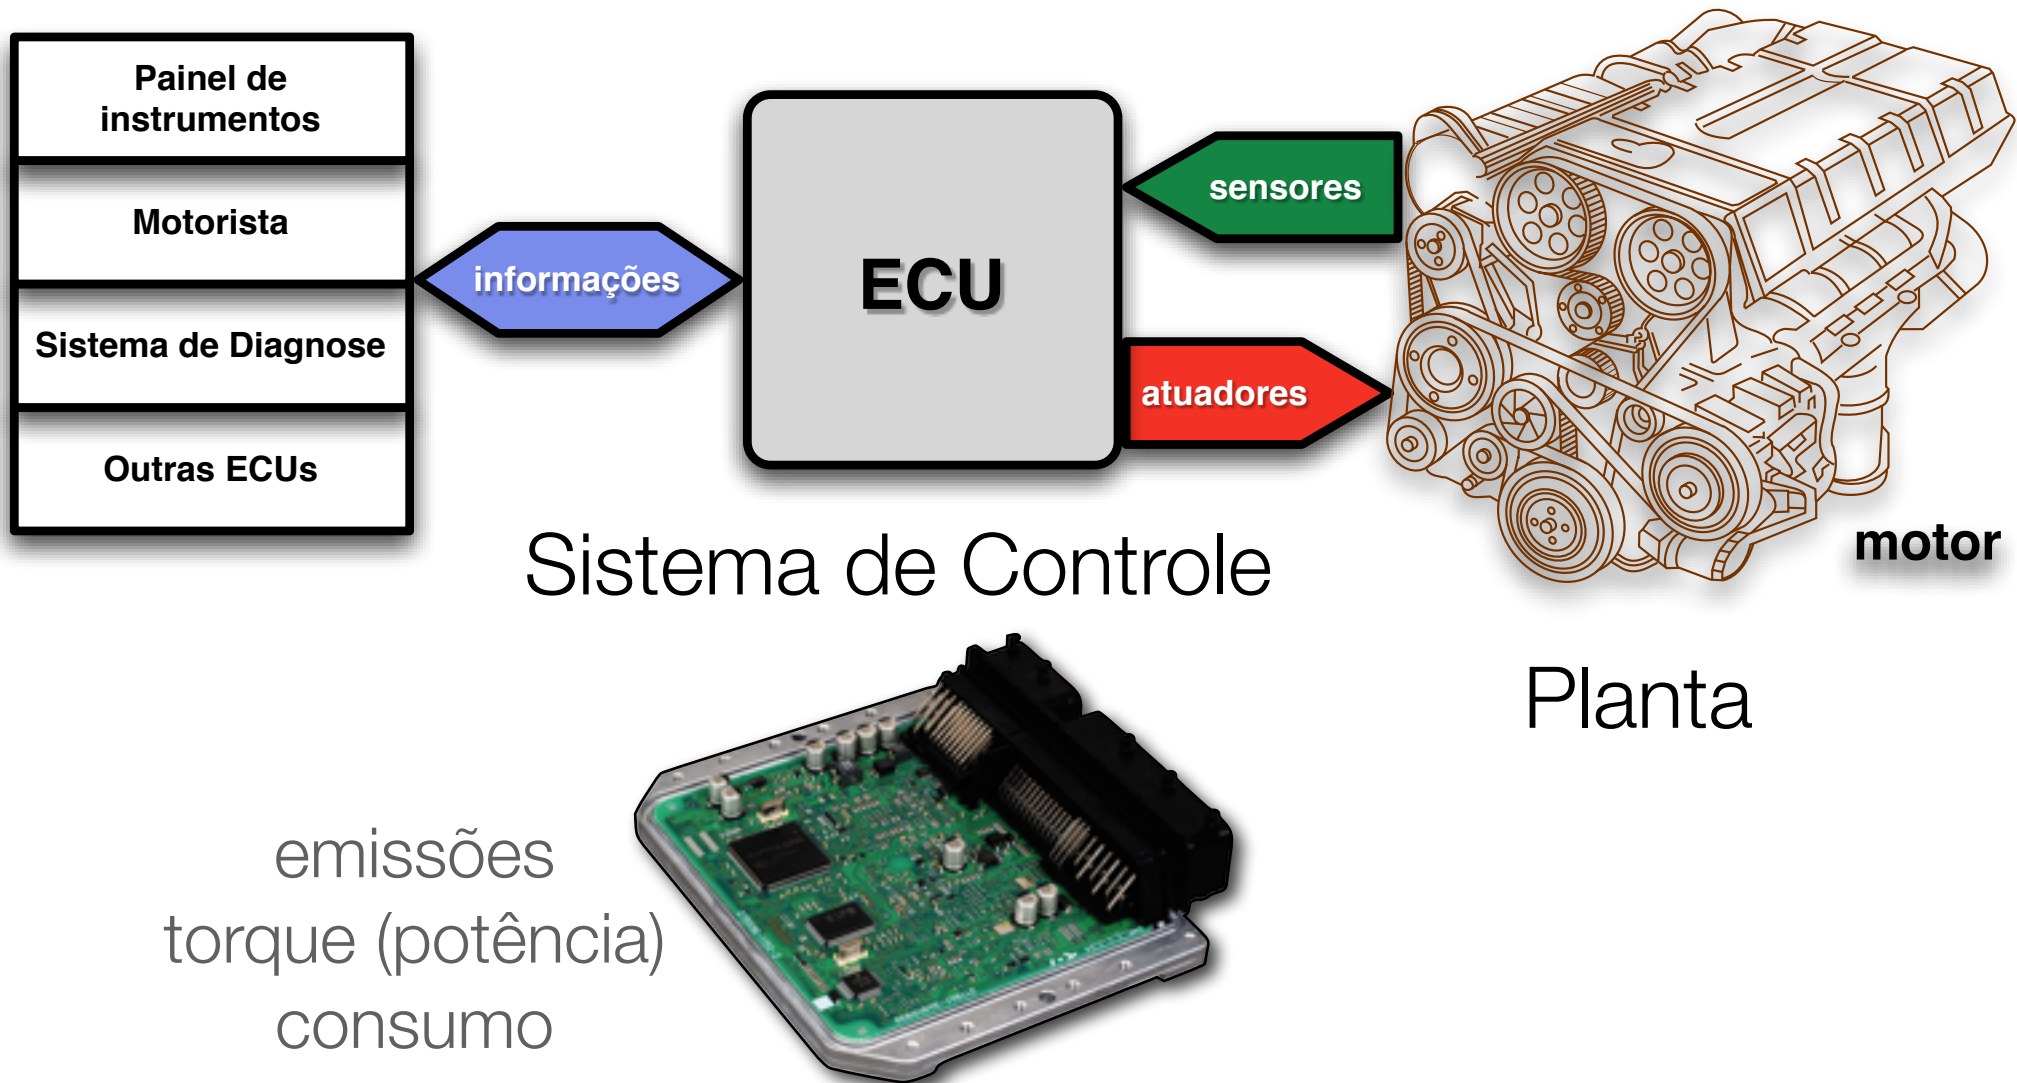 Painel de
instrumentos
Motorista
Sistema de Diagnose
Outras ECUs
informações
ECU
sensores
atuadores
motor
Sistema de Controle
Planta
emissões
torque (potência)
consumo